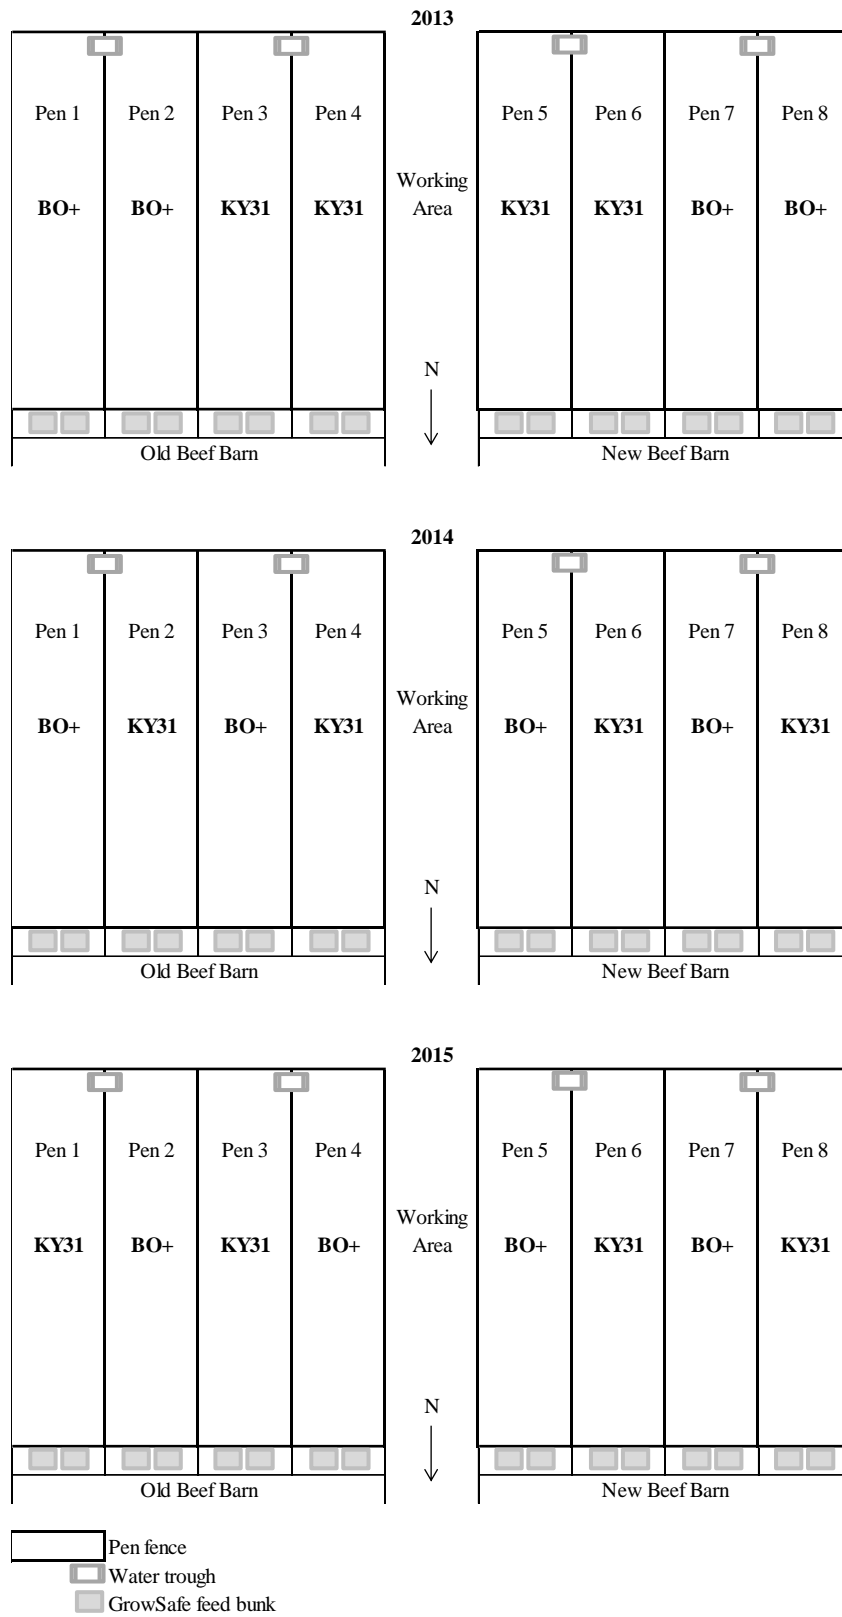 2013
Pen 1 Pen 2 Pen 3 Pen 4 Pen 5 Pen 6 Pen 7 Pen 8
Working
BO+ BO+ KY31 KY31 Area KY31 KY31 BO+ BO+
N
Old Beef Barn New Beef Barn
2014
Pen 1 Pen 2 Pen 3 Pen 4 Pen 5 Pen 6 Pen 7 Pen 8
Working
BO+ KY31 BO+ KY31 Area BO+ KY31 BO+ KY31
N
Old Beef Barn New Beef Barn
2015
Pen 1 Pen 2 Pen 3 Pen 4 Pen 5 Pen 6 Pen 7 Pen 8
Working
KY31 BO+ KY31 BO+ Area BO+ KY31 BO+ KY31
N
Old Beef Barn New Beef Barn
Pen fence
Water trough
GrowSafe feed bunk